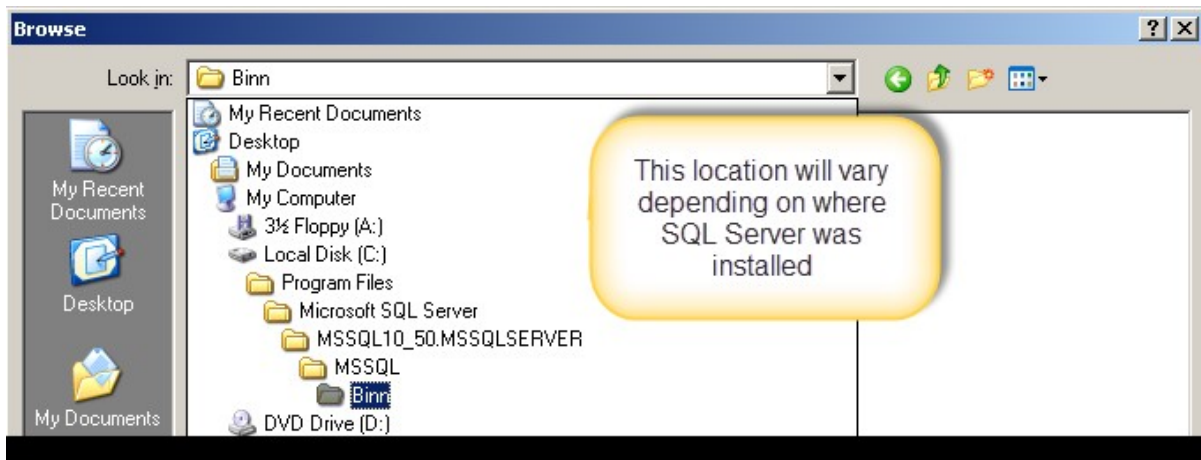 Browse
Look in:
Binn
My Recent Documents
Desktop
My Documents
My Computer
3½ Floppy (A:)
Local Disk (C:)
Program Files
Microsoft SQL Server
MSSQL10_50.MSSQLSERVER
MSSQL
Binn
DVD Drive (D:)
My Recent
Documents
Desktop
My Documents
This location will vary
depending on where
SQL Server was
installed